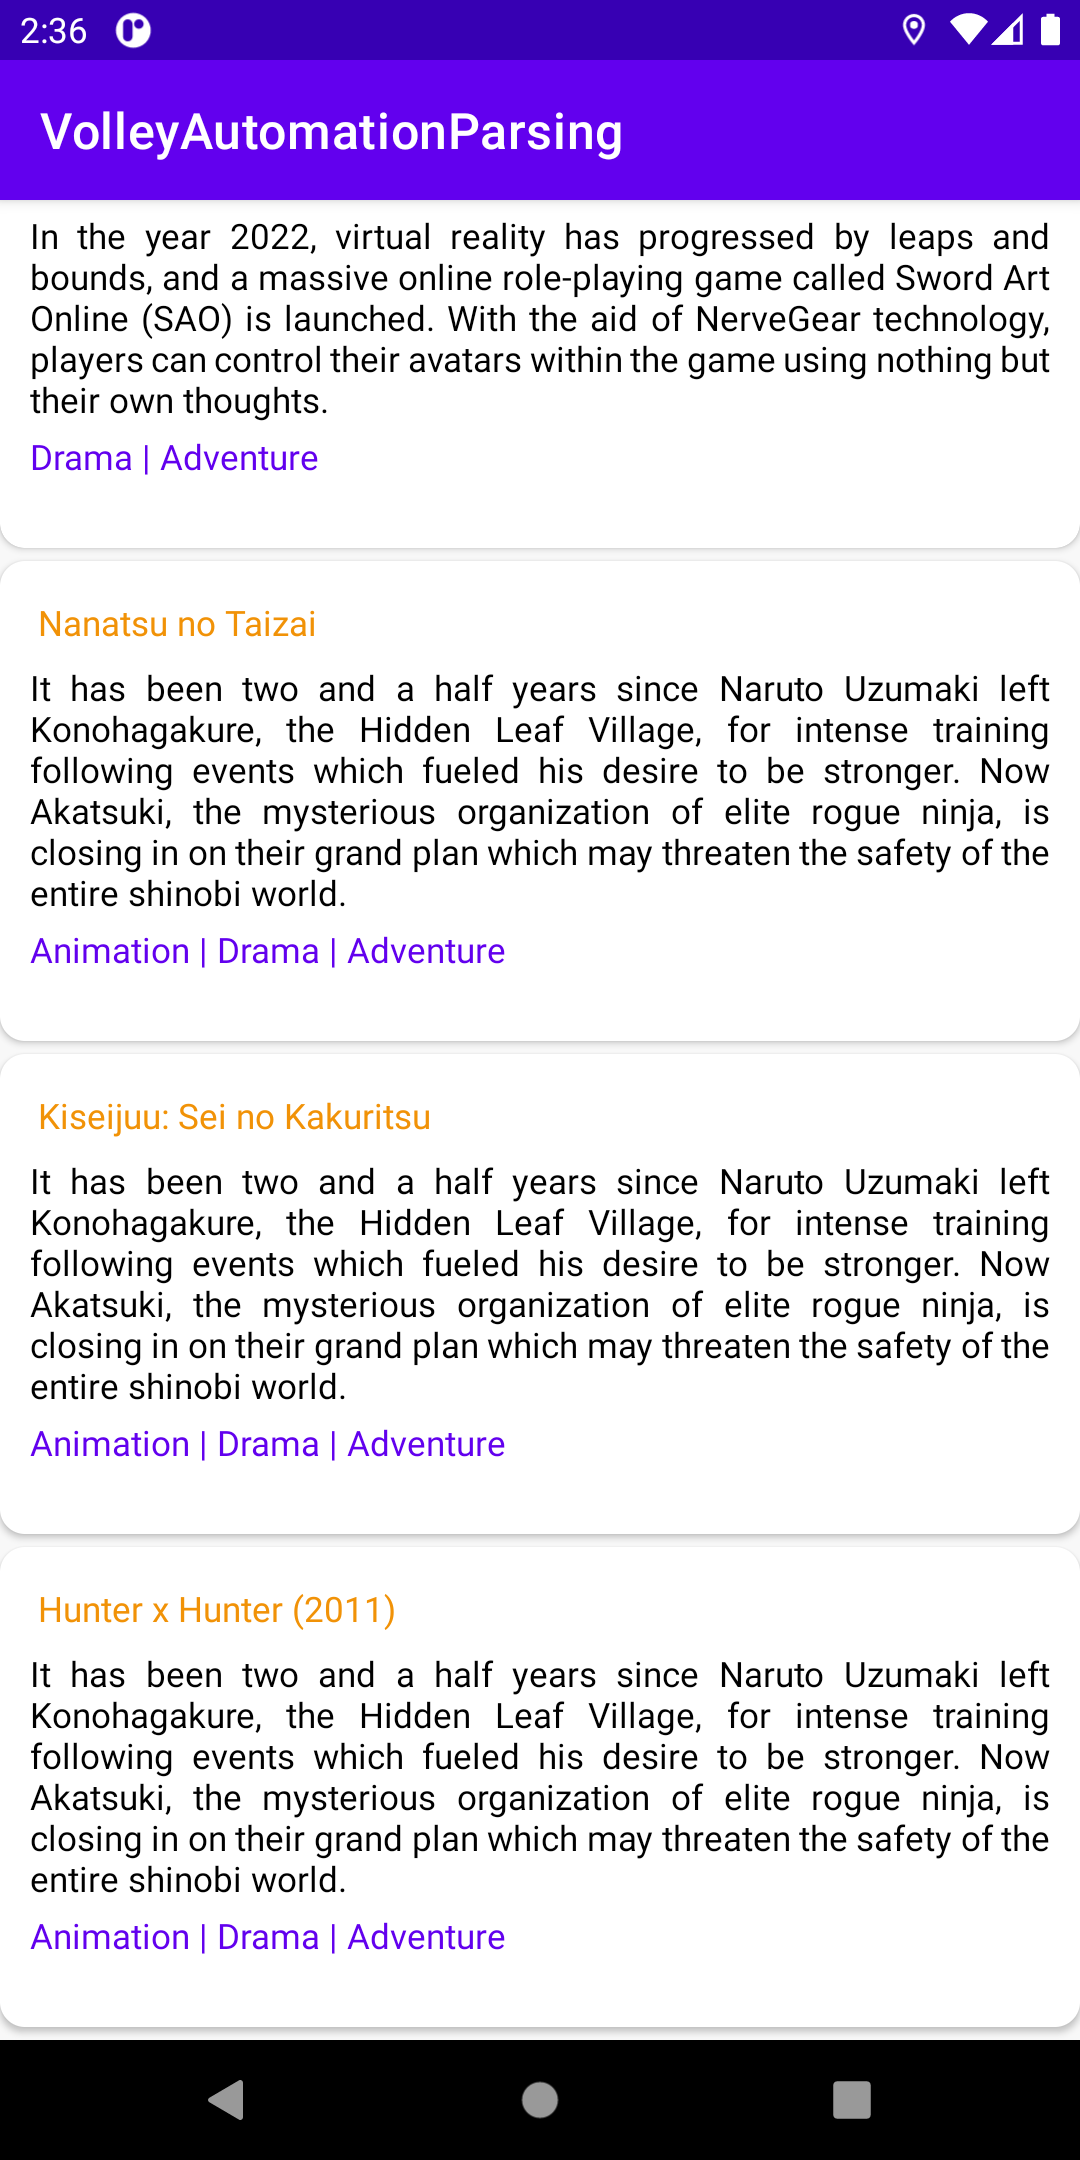 2:36
VolleyAutomationParsing
In the year 2022, virtual reality has progressed by leaps and
bounds, and a massive online role-playing game called Sword Art
Online (SAO) is launched. With the aid of NerveGear technology,
players can control their avatars within the game using nothing but
their own thoughts.
Drama | Adventure
Nanatsu no Taizai
It has been two and a half years since Naruto Uzumaki left
Konohagakure, the Hidden Leaf Village, for intense training
following events which fueled his desire to be stronger. Now
Akatsuki, the mysterious organization of elite rogue ninja, is
closing in on their grand plan which may threaten the safety of the
entire shinobi world.
Animation | Drama | Adventure
Kiseijuu: Sei no Kakuritsu
It has been two and a half years since Naruto Uzumaki left
Konohagakure, the Hidden Leaf Village, for intense training
following events which fueled his desire to be stronger. Now
Akatsuki, the mysterious organization of elite rogue ninja, is
closing in on their grand plan which may threaten the safety of the
entire shinobi world.
Animation | Drama | Adventure
Hunter x Hunter (2011)
It has been two and a half years since Naruto Uzumaki left
Konohagakure, the Hidden Leaf Village, for intense training
following events which fueled his desire to be stronger. Now
Akatsuki, the mysterious organization of elite rogue ninja, is
closing in on their grand plan which may threaten the safety of the
entire shinobi world.
Animation | Drama | Adventure